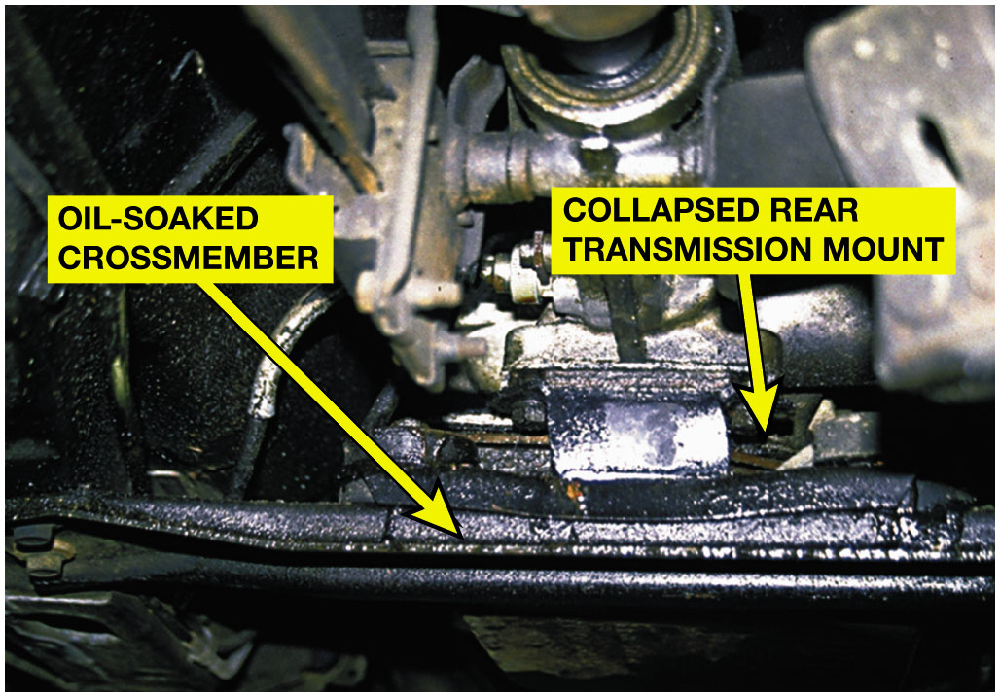 OIL-SOAKED
CROSSMEMBER
COLLAPSED REAR
TRANSMISSION MOUNT